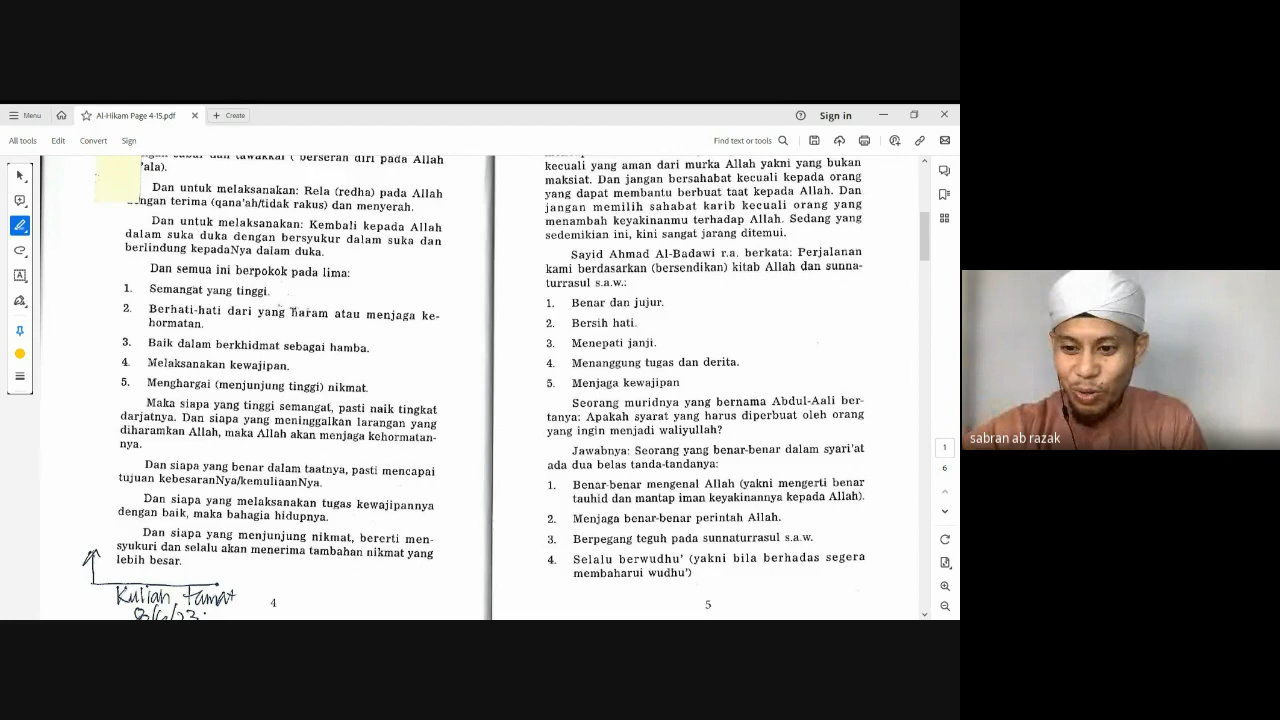 Menu
Al-Hikam Page 4-15.pdf
Create
Sign in
All tools
Edit
Convert
Sign
Find text or tools
sabar dan tawakkal ( berserah diri pada Allah
'ala).
Dan untuk melaksanakan: Rela (redha) pada Allah
dengan terima (qana'ah/tidak rakus) dan menyerah.
Dan untuk melaksanakan: Kembali kepada Allah
dalam suka duka dengan bersyukur dalam suka dan
berlindung kepadaNya dalam duka.
Dan semua ini berpokok pada lima:
1. Semangat yang tinggi.
2. Berhati-hati dari yang haram atau menjaga ke-
hormatan.
3. Baik dalam berkhidmat sebagai hamba.
4. Melaksanakan kewajipan.
5. Menghargai (menjunjung tinggi) nikmat.
Maka siapa yang tinggi semangat, pasti naik tingkat
darjatnya. Dan siapa yang meninggalkan larangan yang
diharamkan Allah, maka Allah akan menjaga kehormatan-
nya.
Dan siapa yang benar dalam taatnya, pasti mencapai
tujuan kebesaranNya/kemuliaanNya.
Dan siapa yang melaksanakan tugas kewajipannya
dengan baik, maka bahagia hidupnya.
Dan siapa yang menjunjung nikmat, bererti men-
syukuri dan selalu akan menerima tambahan nikmat yang
lebih besar.
Kuliah Tamat
4
kecuali yang aman dari murka Allah yakni yang bukan
maksiat. Dan jangan bersahabat kecuali kepada orang
yang dapat membantu berbuat taat kepada Allah. Dan
jangan memilih sahabat karib kecuali orang yang
menambah keyakinanmu terhadap Allah. Sedang yang
sedemikian ini, kini sangat jarang ditemui.
Sayid Ahmad Al-Badawi r.a. berkata: Perjalanan
kami berdasarkan (bersendikan) kitab Allah dan sunna-
turrasul s.a.w.:
1. Benar dan jujur.
2. Bersih hati.
3. Menepati janji.
4. Menanggung tugas dan derita.
5. Menjaga kewajipan
Seorang muridnya yang bernama Abdul-Aali ber-
tanya: Apakah syarat yang harus diperbuat oleh orang
yang ingin menjadi waliyullah?
Jawabnya: Seorang yang benar-benar dalam syari'at
ada dua belas tanda-tandanya:
1. Benar-benar mengenal Allah (yakni mengerti benar
tauhid dan mantap iman keyakinannya kepada Allah).
2. Menjaga benar-benar perintah Allah.
3. Berpegang teguh pada sunnaturrasul s.a.w.
4. Selalu berwudhu' (yakni bila berhadas segera
membaharui wudhu')
5
1
6
sabran ab razak